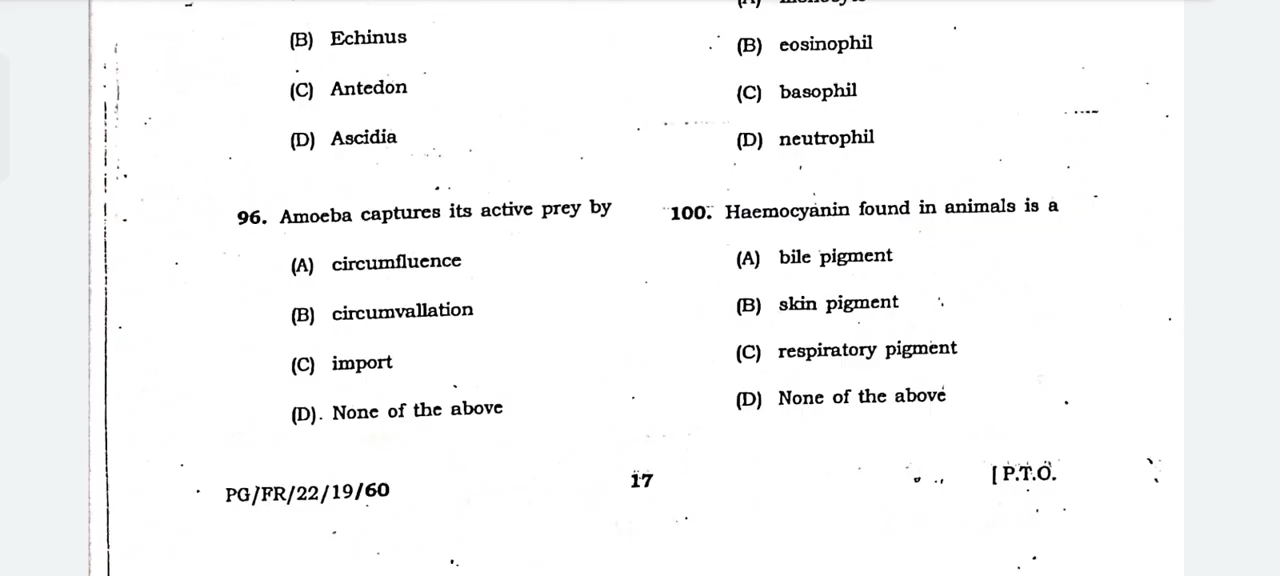 (B) Echinus
(C) Antedon
(D) Ascidia
96. Amoeba captures its active prey by
(A) circumfluence
(B) circumvallation
(C) import
(D). None of the above
(B) eosinophil
(C) basophil
(D) neutrophil
100. Haemocyanin found in animals is a
(A) bile pigment
(B) skin pigment
(C) respiratory pigment
(D) None of the above
PG/FR/22/19/60
17
[ P.T.O.